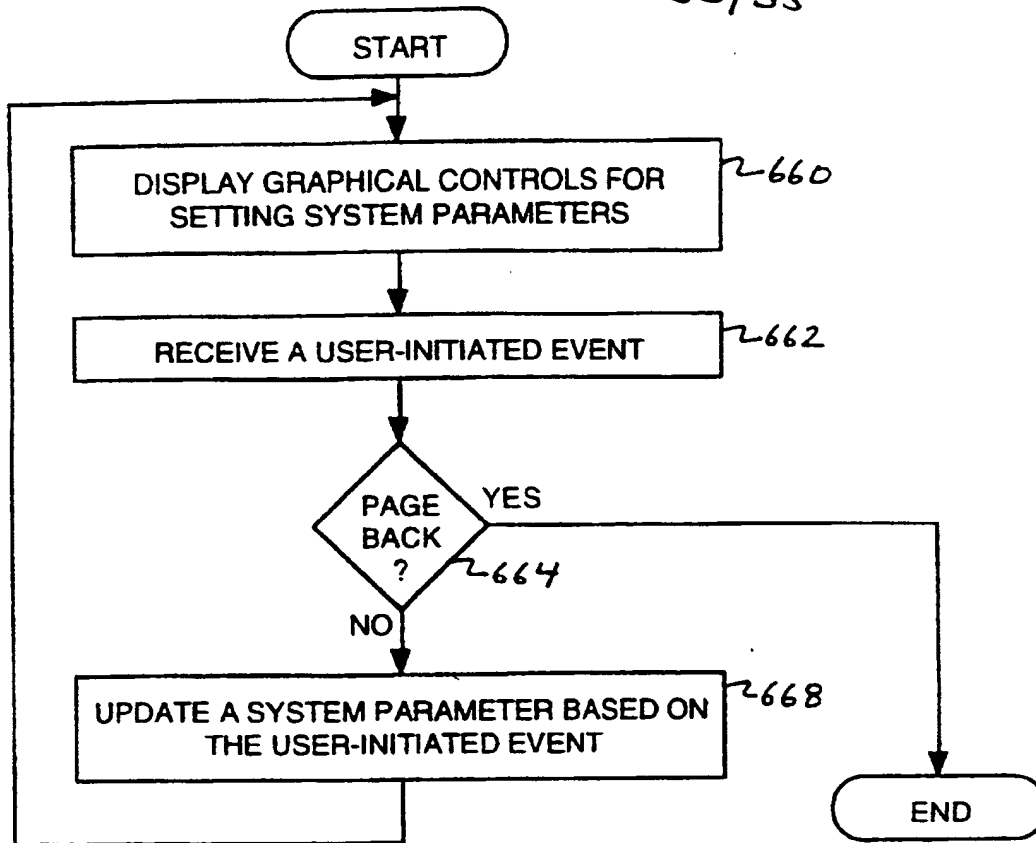 START
DISPLAY GRAPHICAL CONTROLS FOR
SETTING SYSTEM PARAMETERS
660
RECEIVE A USER-INITIATED EVENT
662
PAGE
BACK
?
YES
664
NO
UPDATE A SYSTEM PARAMETER BASED ON
THE USER-INITIATED EVENT
668
END